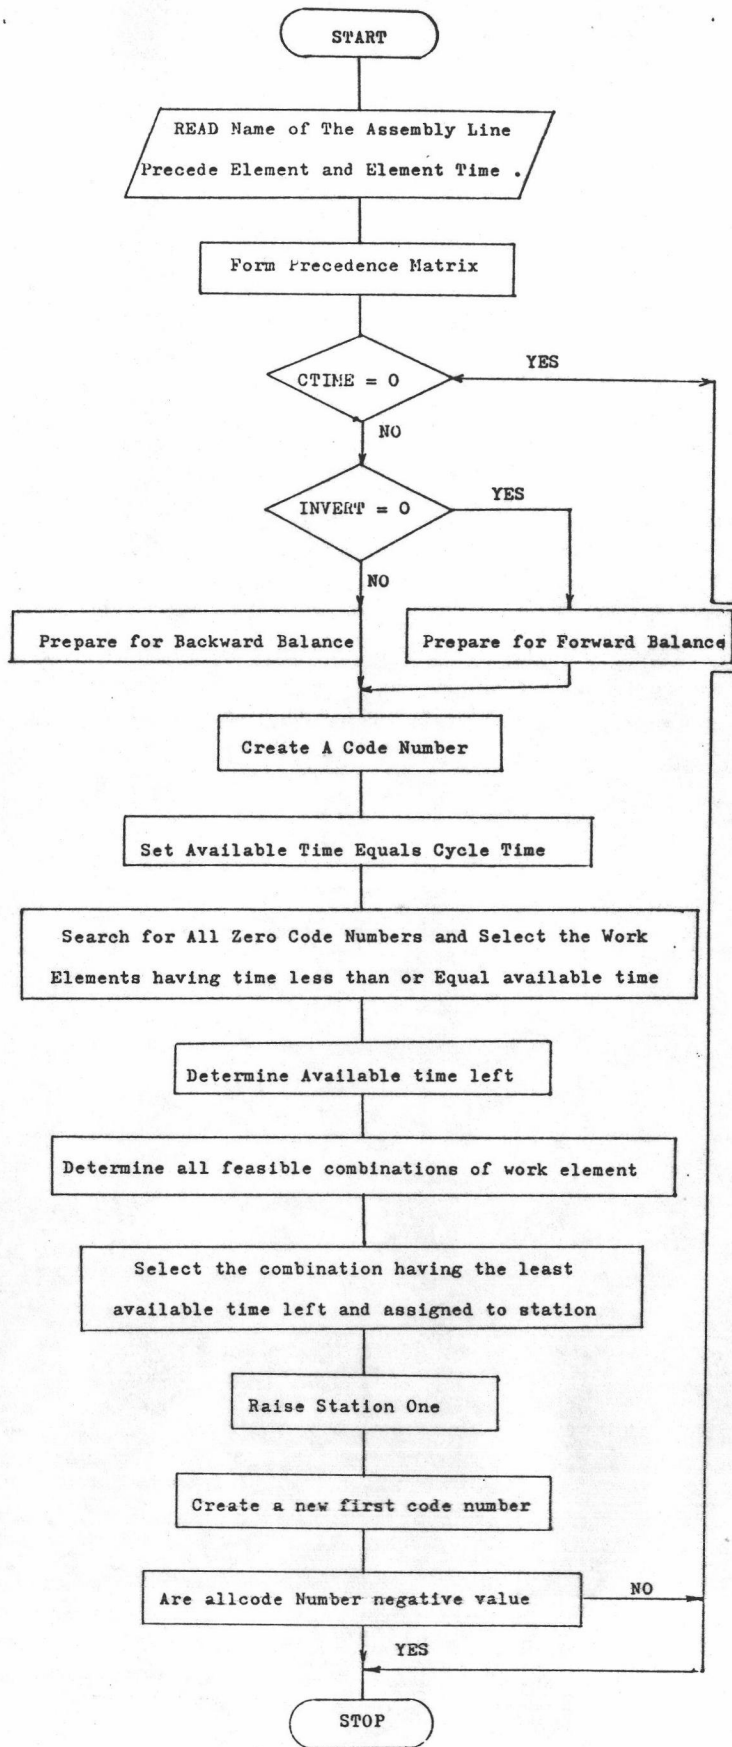 START
READ Name of The Assembly Line
Precede Element and Element Time .
Form Precedence Matrix
CTIME = 0
YES
NO
INVERT = 0
YES
NO
Prepare for Backward Balance
Prepare for Forward Balance
Create A Code Number
Set Available Time Equals Cycle Time
Search for All Zero Code Numbers and Select the Work
Elements having time less than or Equal available time
Determine Available time left
Determine all feasible combinations of work element
Select the combination having the least
available time left and assigned to station
Raise Station One
Create a new first code number
Are allcode Number negative value
NO
YES
STOP